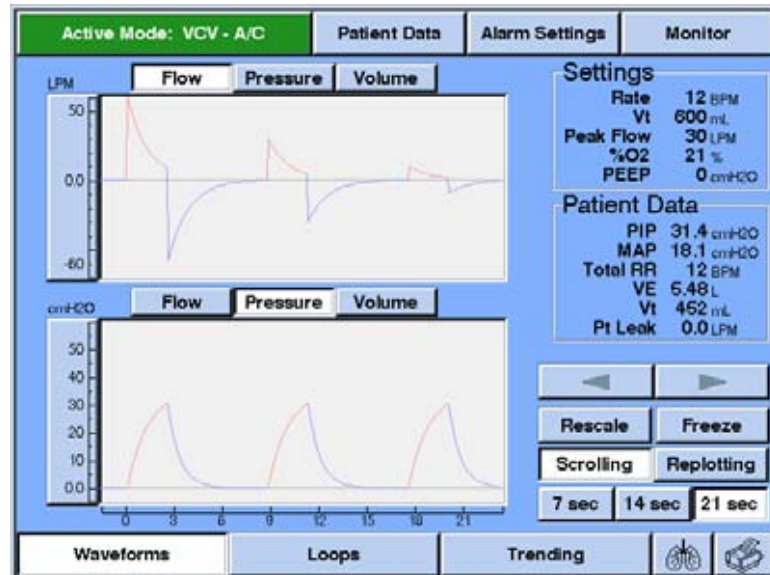 Active Mode: VCV - A/C Patient Data Alarm Settings Monitor
LPM Flow Pressure Volume
50
0.0
-60
Settings
Rate 12 BPM
Vt 600 mL
Peak Flow 30 LPM
%O2 21 %
PEEP 0 cmH2O
Patient Data
PIP 31.4 cmH2O
MAP 18.1 cmH2O
Total RR 12 BPM
VE 5.48 L
Vt 452 mL
Pt Leak 0.0 LPM
cmH2O Flow Pressure Volume
50
40
30
20
10
0.0
0 3 6 9 12 15 18 21
Rescale Freeze
Scrolling Replotting
7 sec 14 sec 21 sec
Waveforms Loops Trending